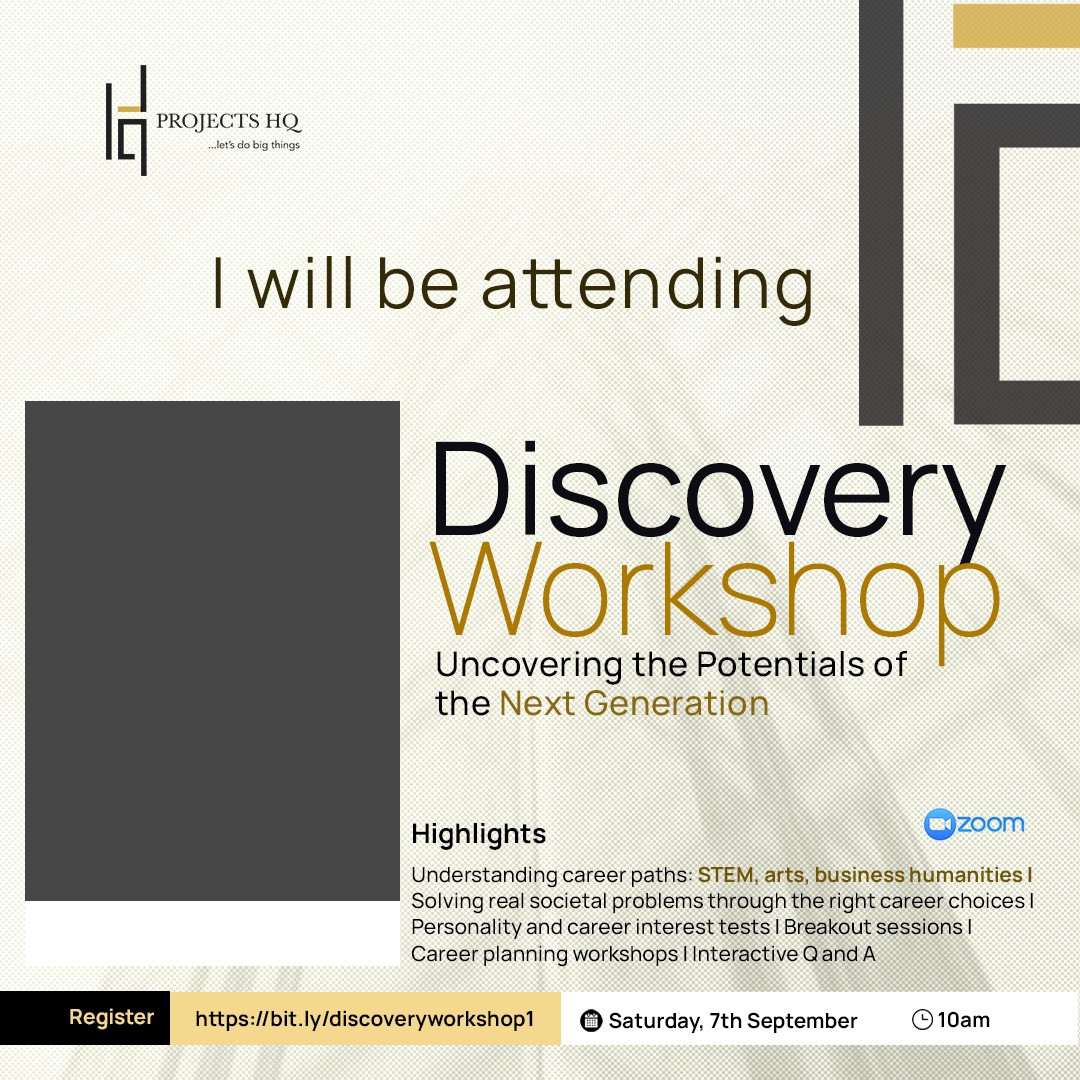 PROJECTS HQ
...let's do big things
I will be attending
Discovery
Workshop
Uncovering the Potentials of
the Next Generation
Highlights
zoom
Understanding career paths: STEM, arts, business humanities |
Solving real societal problems through the right career choices |
Personality and career interest tests | Breakout sessions |
Career planning workshops | Interactive Q and A
Register
https://bit.ly/discoveryworkshop1
Saturday, 7th September
10am